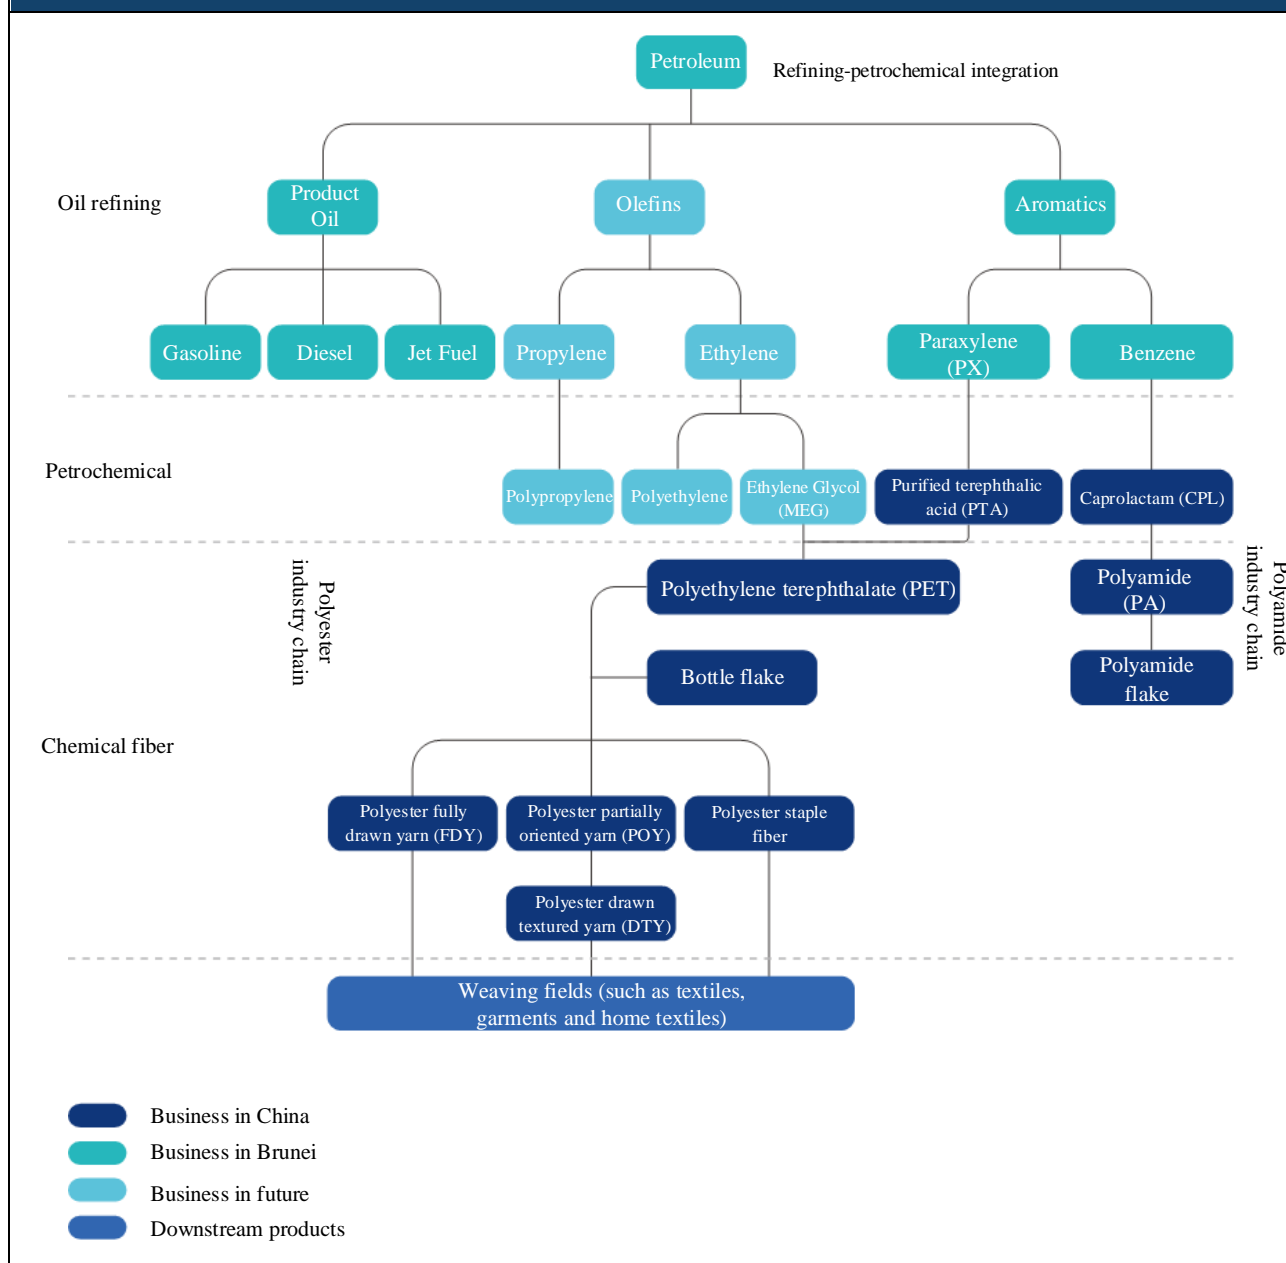 Petroleum
Refining-petrochemical integration
Oil refining
Product
Oil
Olefins
Aromatics
Gasoline
Diesel
Jet Fuel
Propylene
Ethylene
Paraxylene
(PX)
Benzene
Petrochemical
Polypropylene
Polyethylene
Ethylene Glycol
(MEG)
Purified terephthalic
acid (PTA)
Caprolactam (CPL)
Polyester
industry chain
Polyethylene terephthalate (PET)
Polyamide
(PA)
Polyamide
industry chain
Bottle flake
Polyamide
flake
Chemical fiber
Polyester fully
drawn yarn (FDY)
Polyester partially
oriented yarn (POY)
Polyester staple
fiber
Polyester drawn
textured yarn (DTY)
Weaving fields (such as textiles,
garments and home textiles)
Business in China
Business in Brunei
Business in future
Downstream products